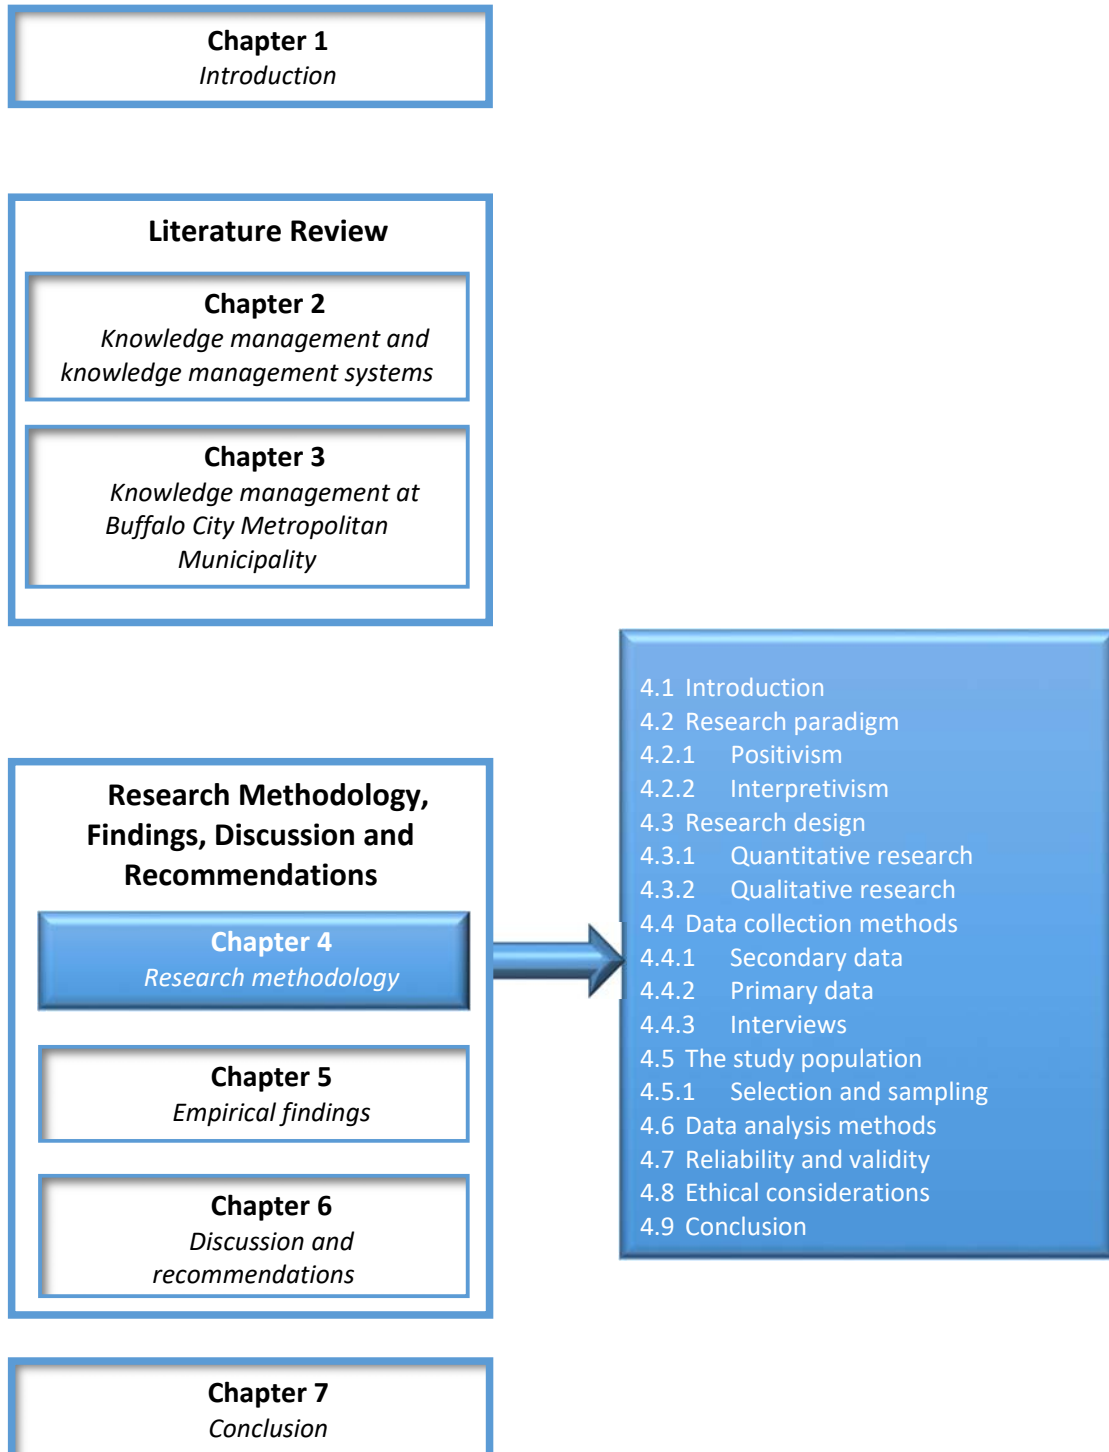 Chapter 1
Introduction
Literature Review
Chapter 2
Knowledge management and
knowledge management systems
Chapter 3
Knowledge management at
Buffalo City Metropolitan
Municipality
Research Methodology,
Findings, Discussion and
Recommendations
Chapter 4
Research methodology
Chapter 5
Empirical findings
Chapter 6
Discussion and
recommendations
Chapter 7
Conclusion
4.1 Introduction
4.2 Research paradigm
4.2.1 Positivism
4.2.2 Interpretivism
4.3 Research design
4.3.1 Quantitative research
4.3.2 Qualitative research
4.4 Data collection methods
4.4.1 Secondary data
4.4.2 Primary data
4.4.3 Interviews
4.5 The study population
4.5.1 Selection and sampling
4.6 Data analysis methods
4.7 Reliability and validity
4.8 Ethical considerations
4.9 Conclusion